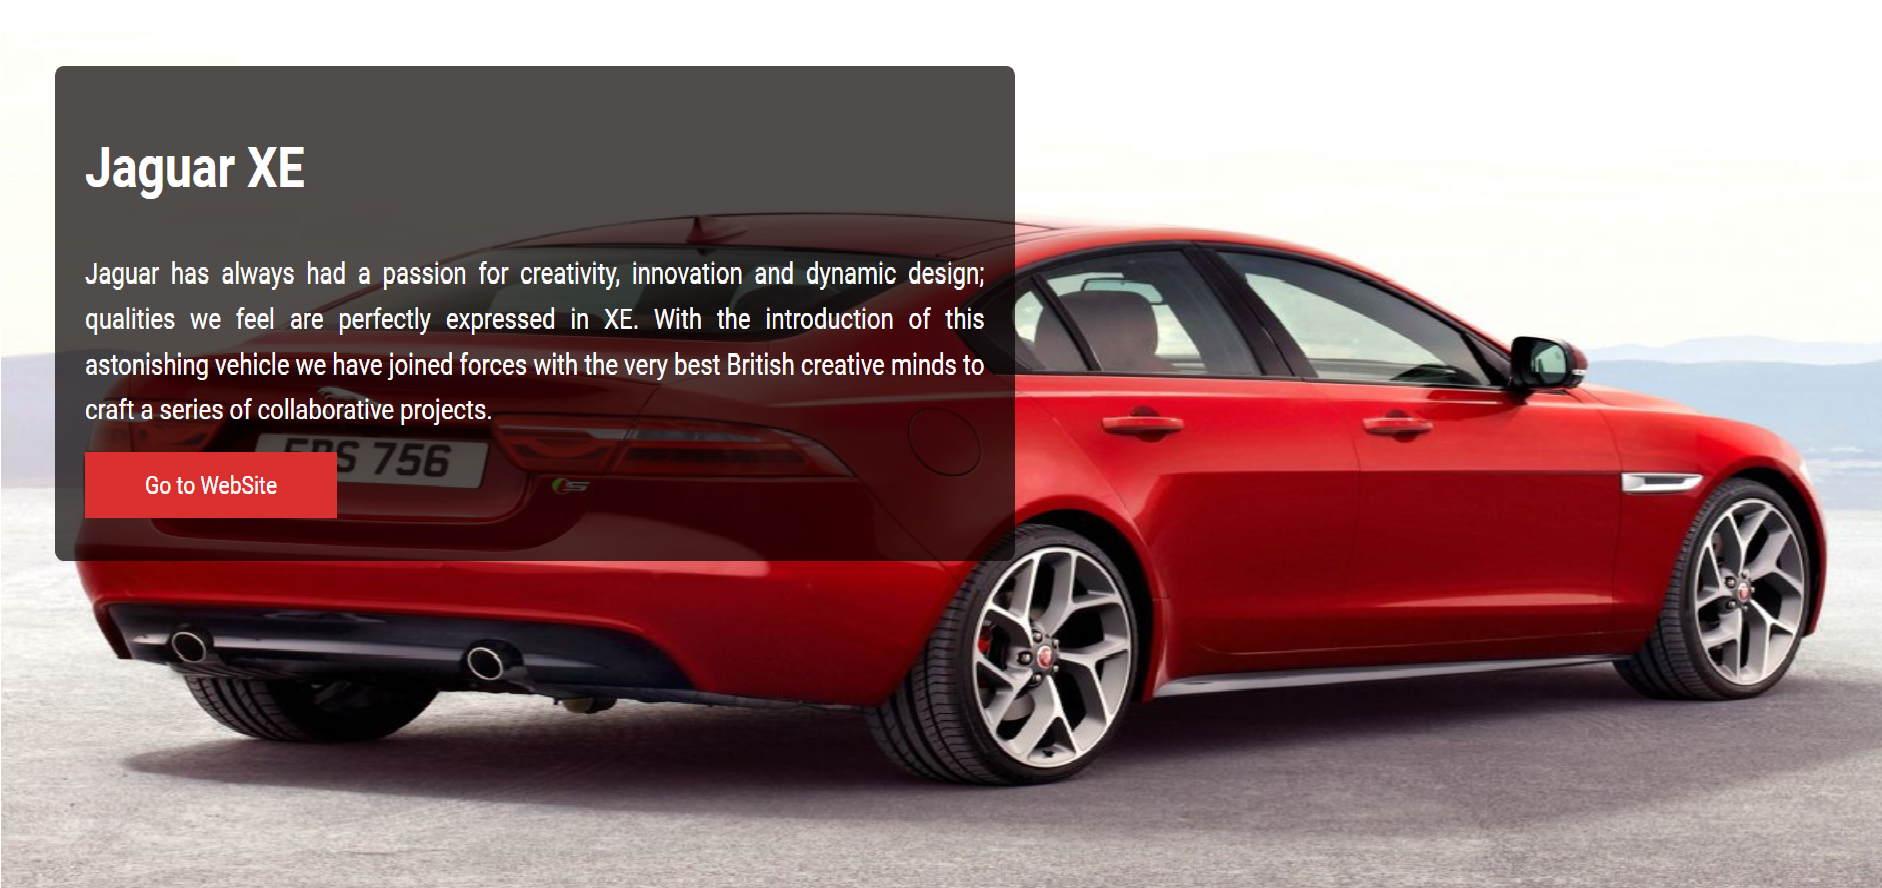 Jaguar XE
Jaguar has always had a passion for creativity, innovation and dynamic design;
qualities we feel are perfectly expressed in XE. With the introduction of this
astonishing vehicle we have joined forces with the very best British creative minds to
craft a series of collaborative projects.
S 756
Go to WebSite